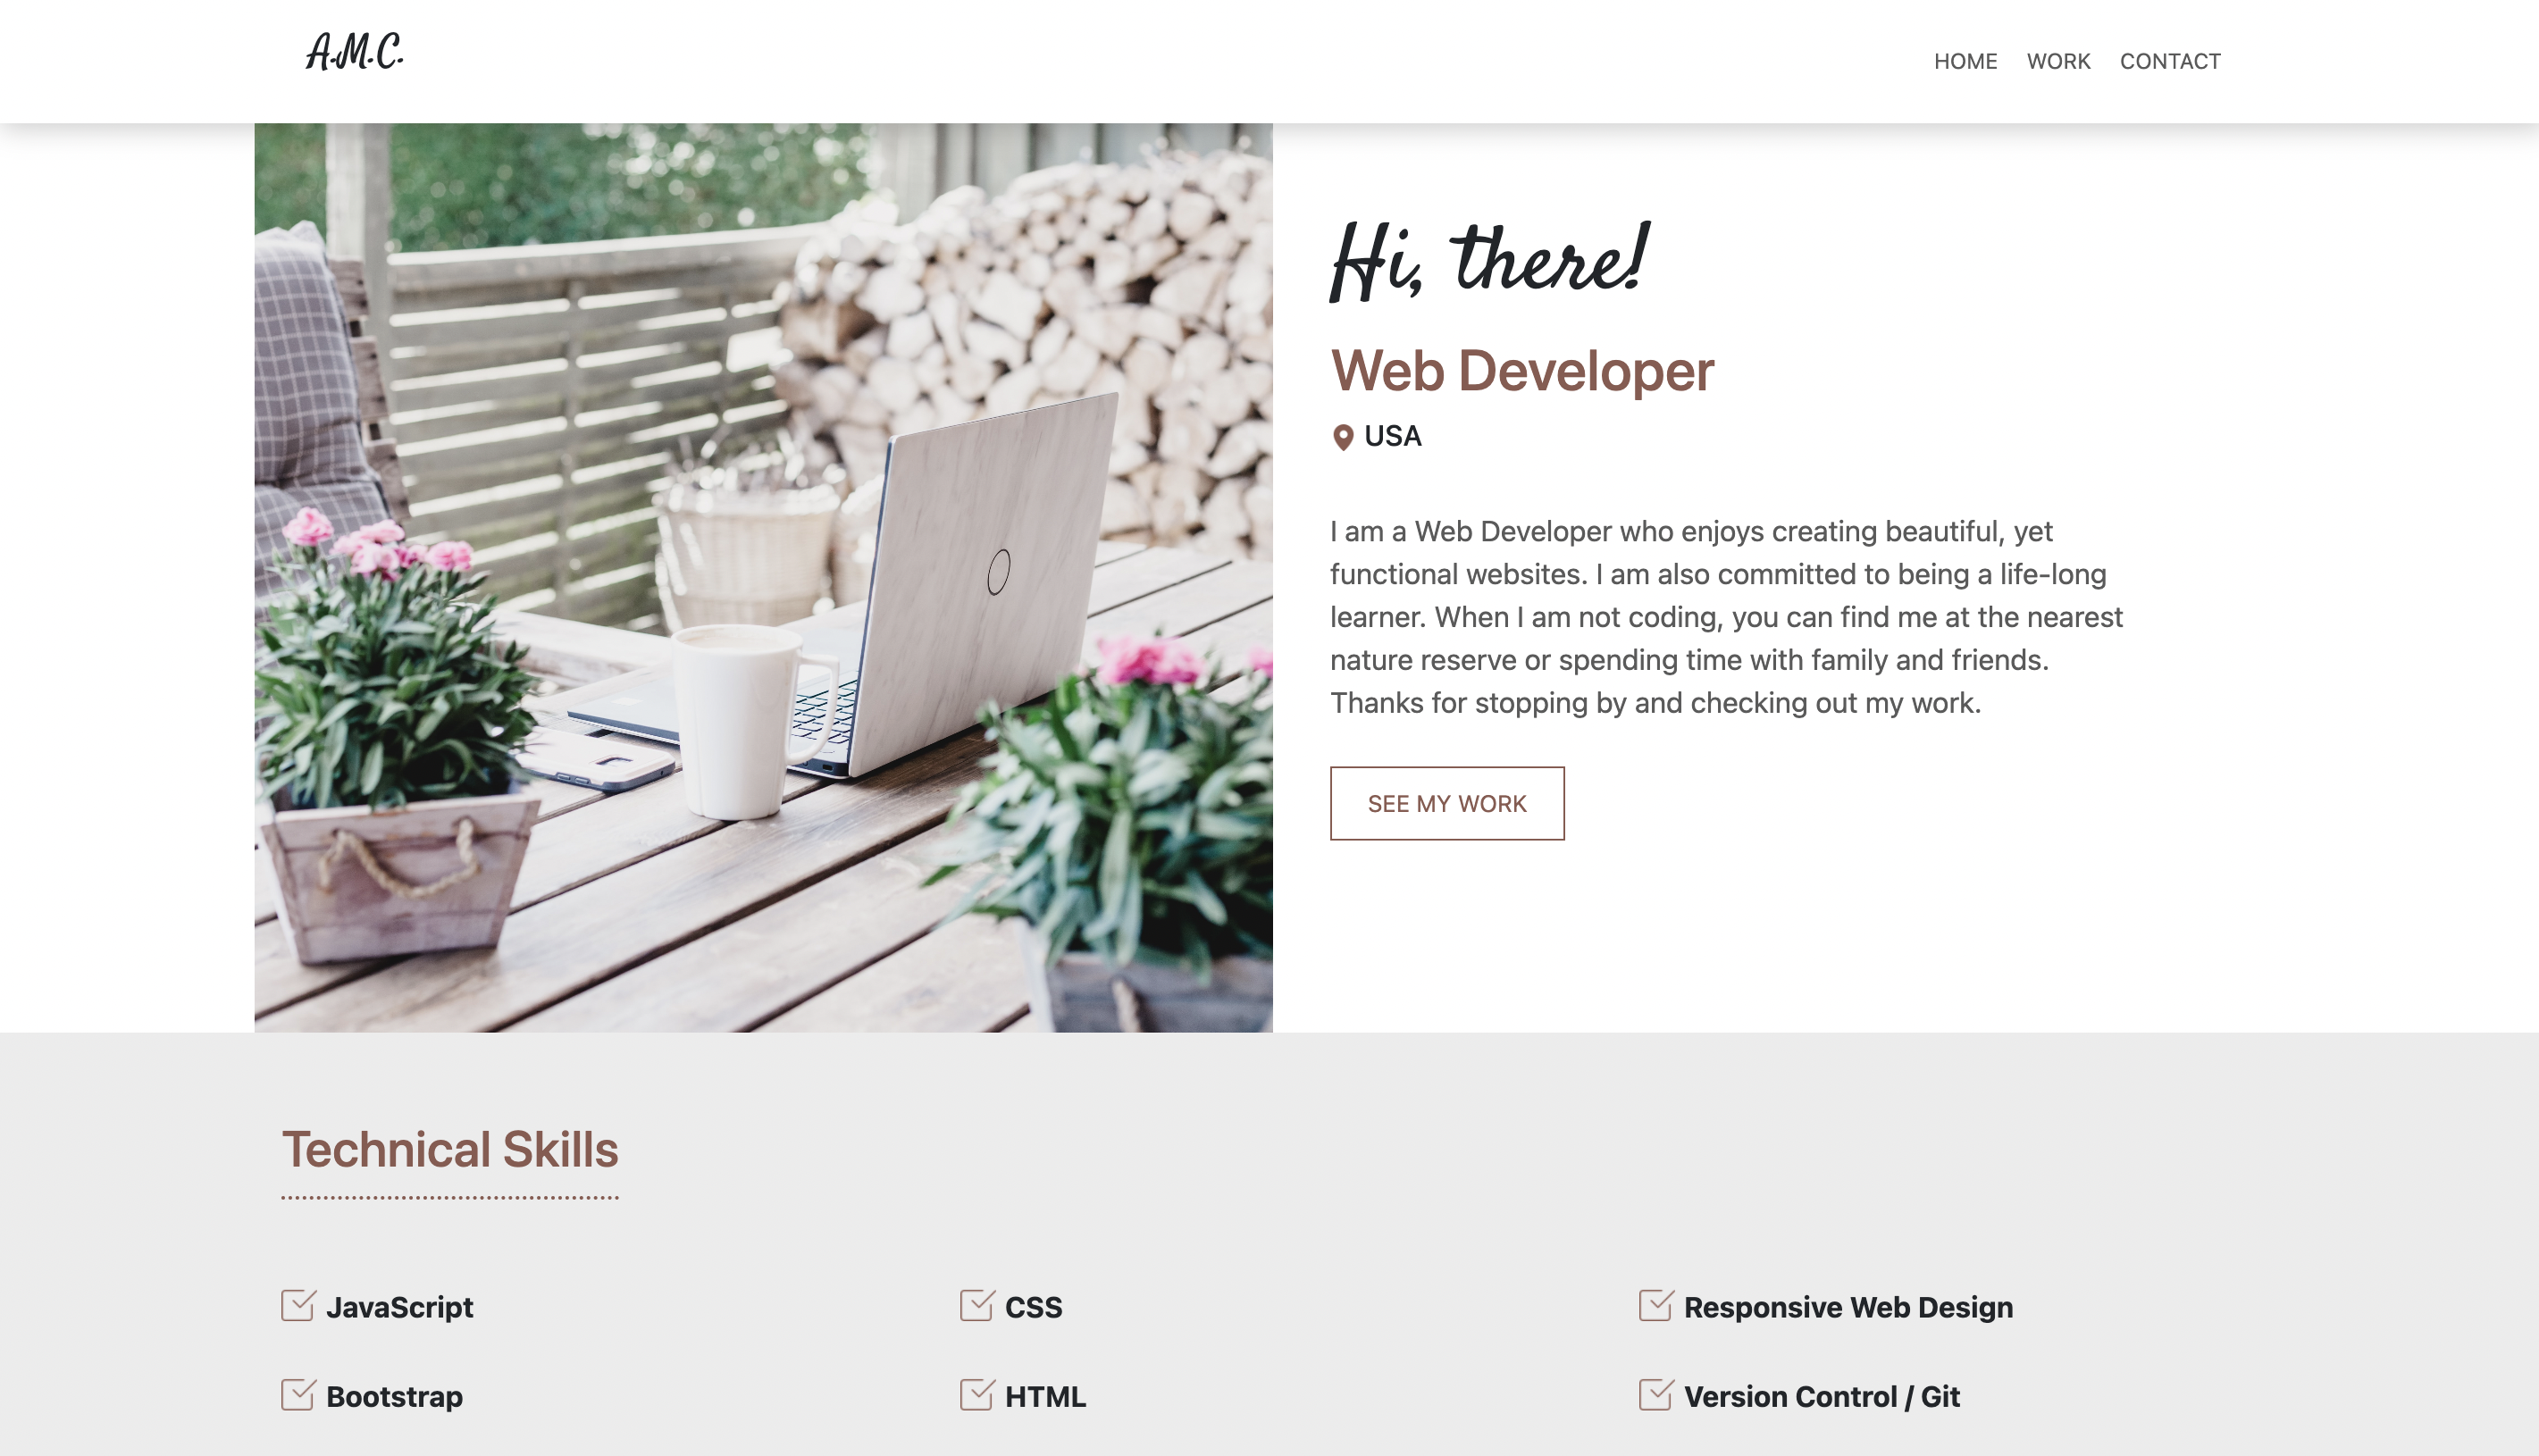 A.M.C.
HOME WORK CONTACT
Hi, there!
Web Developer
USA
I am a Web Developer who enjoys creating beautiful, yet
functional websites. I am also committed to being a life-long
learner. When I am not coding, you can find me at the nearest
nature reserve or spending time with family and friends.
Thanks for stopping by and checking out my work.
SEE MY WORK
Technical Skills
JavaScript
CSS
Responsive Web Design
Bootstrap
HTML
Version Control / Git